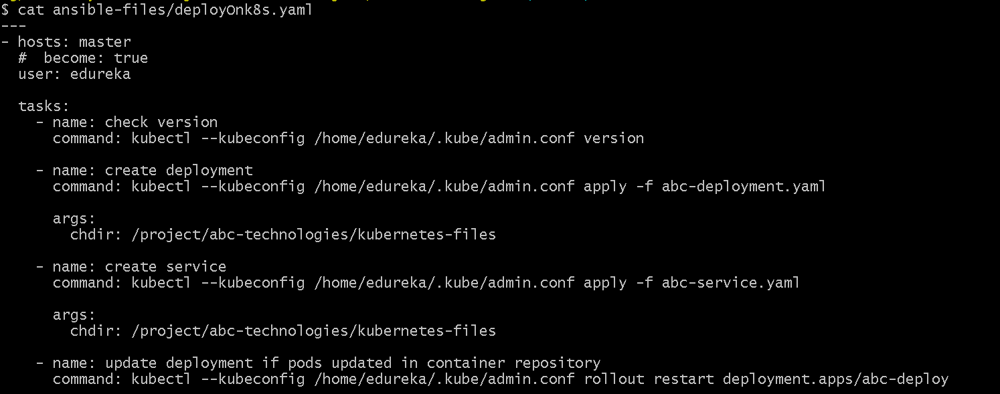 $ cat ansible-files/deployOnk8s.yaml
---
- hosts: master
  #  become: true
  user: edureka

  tasks:
    - name: check version
      command: kubectl --kubeconfig /home/edureka/.kube/admin.conf version

    - name: create deployment
      command: kubectl --kubeconfig /home/edureka/.kube/admin.conf apply -f abc-deployment.yaml

      args:
        chdir: /project/abc-technologies/kubernetes-files

    - name: create service
      command: kubectl --kubeconfig /home/edureka/.kube/admin.conf apply -f abc-service.yaml

      args:
        chdir: /project/abc-technologies/kubernetes-files

    - name: update deployment if pods updated in container repository
      command: kubectl --kubeconfig /home/edureka/.kube/admin.conf rollout restart deployment.apps/abc-deploy